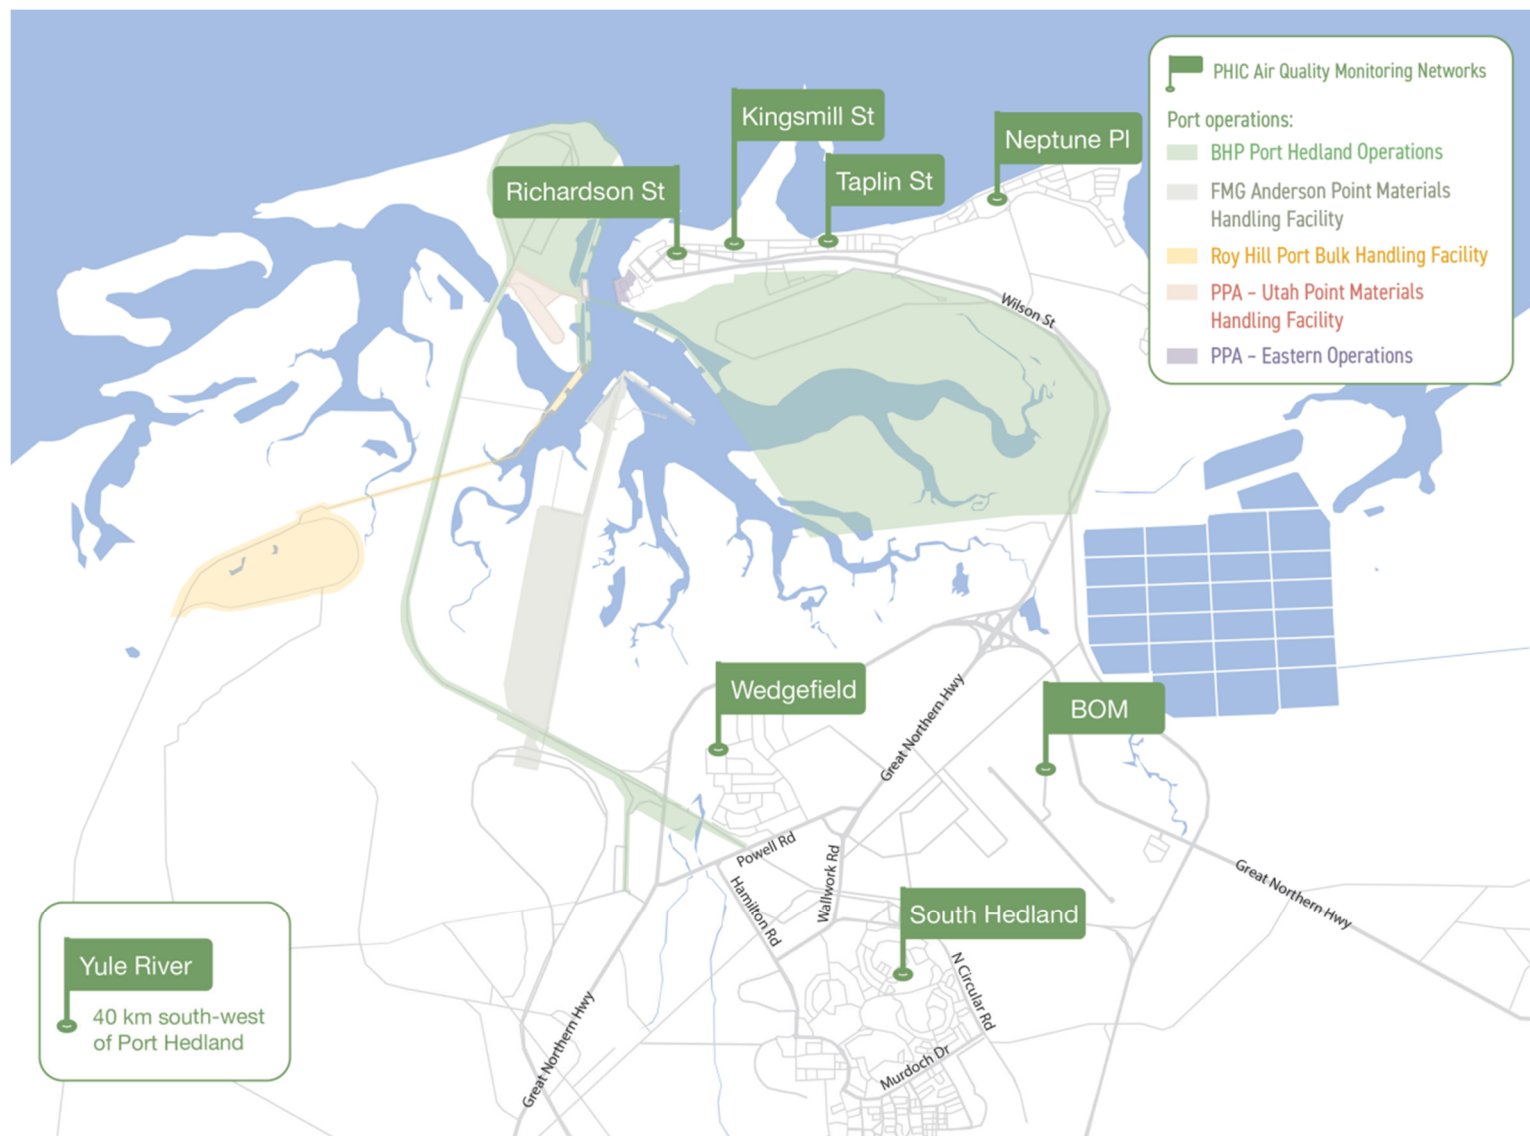 PHIC Air Quality Monitoring Networks
Port operations:
BHP Port Hedland Operations
FMG Anderson Point Materials
Handling Facility
Roy Hill Port Bulk Handling Facility
PPA – Utah Point Materials
Handling Facility
PPA – Eastern Operations
Kingsmill St
Neptune Pl
Taplin St
Richardson St
Wilson St
Wedgefield
BOM
Great Northern Hwy
Powell Rd
Wallwork Rd
Hamilton Rd
Great Northern Hwy
South Hedland
N Circular Rd
Murdoch Dr
Great Northern Hwy
Yule River
40 km south-west
of Port Hedland